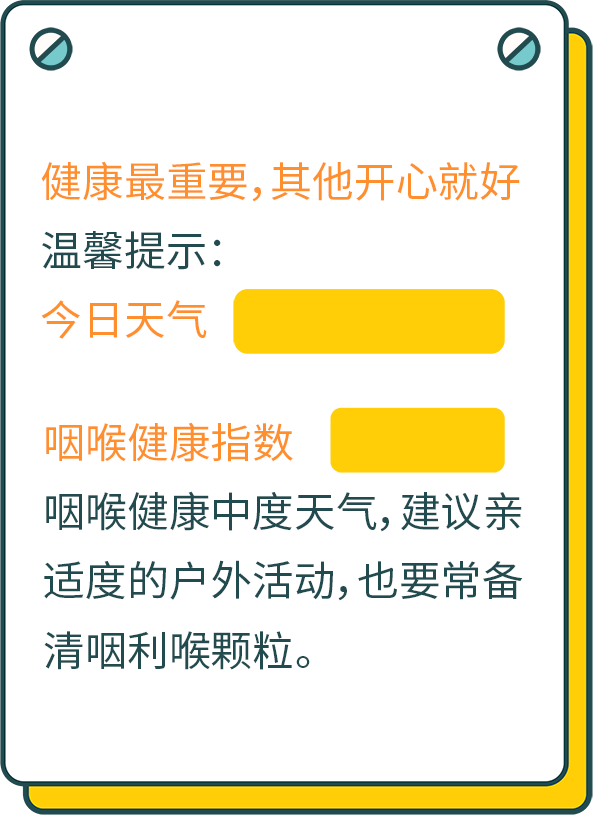 健康最重要，其他开心就好
温馨提示：
今日天气
咽喉健康指数
咽喉健康中度天气，建议亲
适度的户外活动，也要常备
清咽利喉颗粒。